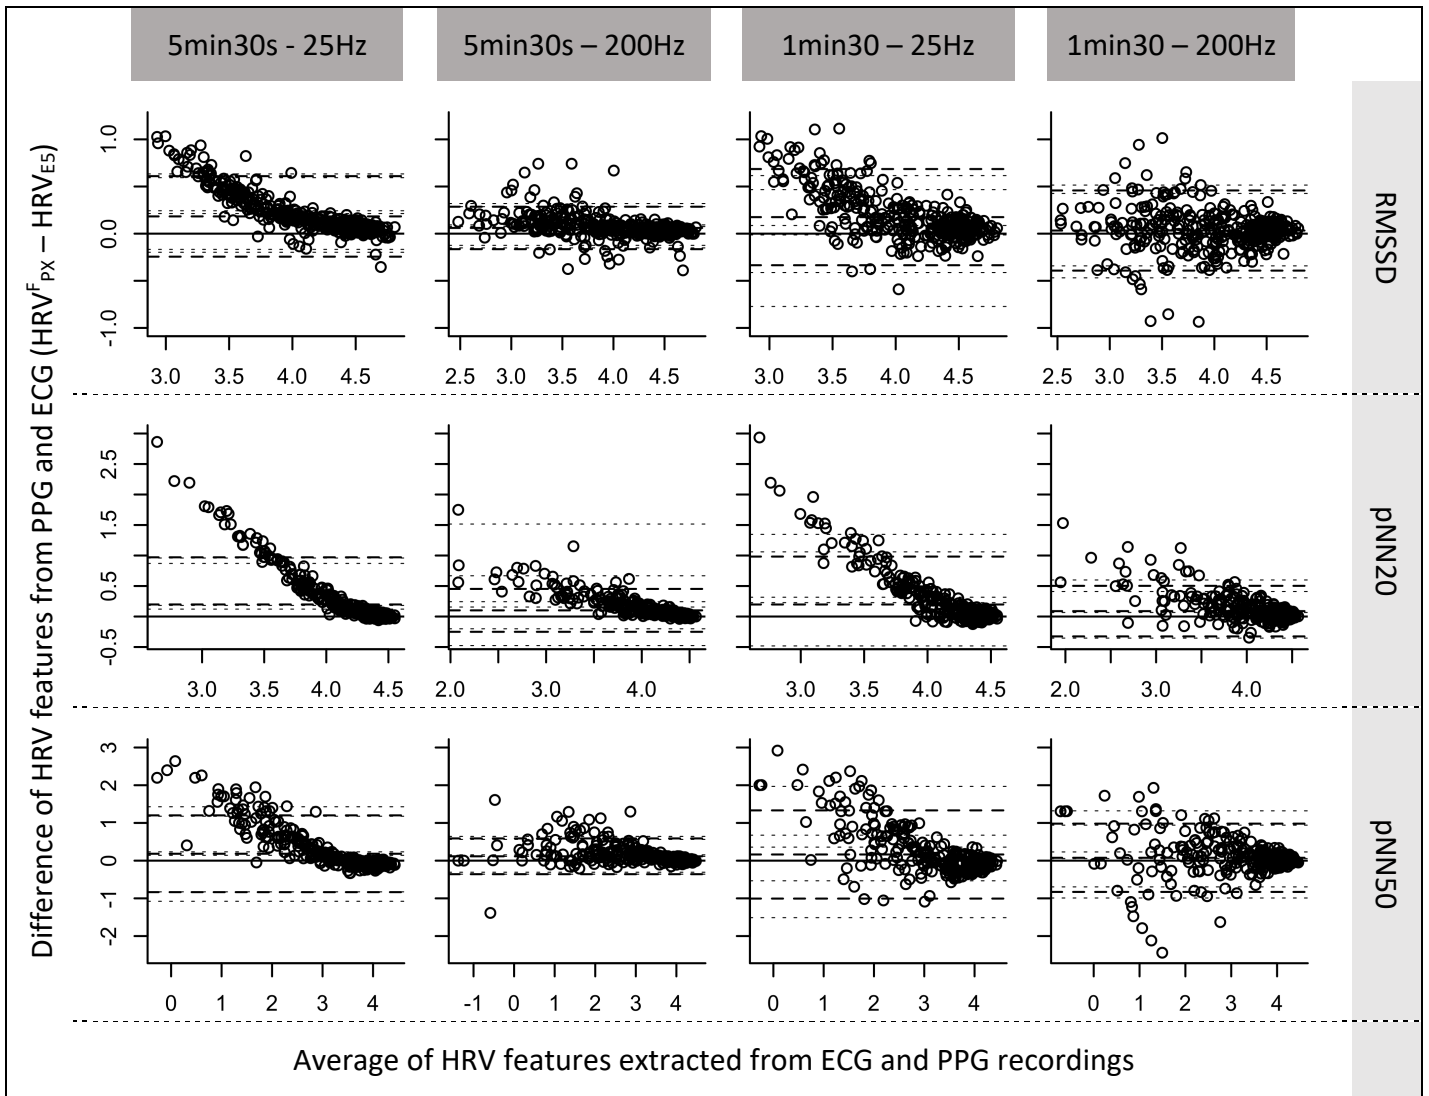 5min30s - 25Hz 5min30s – 200Hz 1min30 – 25Hz 1min30 – 200Hz
Difference of HRV features from PPG and ECG (HRV^F_PX – HRV_E5)
1.0
0.0
-1.0
3.0 3.5 4.0 4.5
2.5 3.0 3.5 4.0 4.5
3.0 3.5 4.0 4.5
2.5 3.0 3.5 4.0 4.5
RMSSD
2.5
1.5
0.5
-0.5
3.0 3.5 4.0 4.5
2.0 3.0 4.0
3.0 3.5 4.0 4.5
2.0 3.0 4.0
pNN20
3
2
1
0
-1
-2
0 1 2 3 4
-1 0 1 2 3 4
0 1 2 3 4
0 1 2 3 4
pNN50
Average of HRV features extracted from ECG and PPG recordings